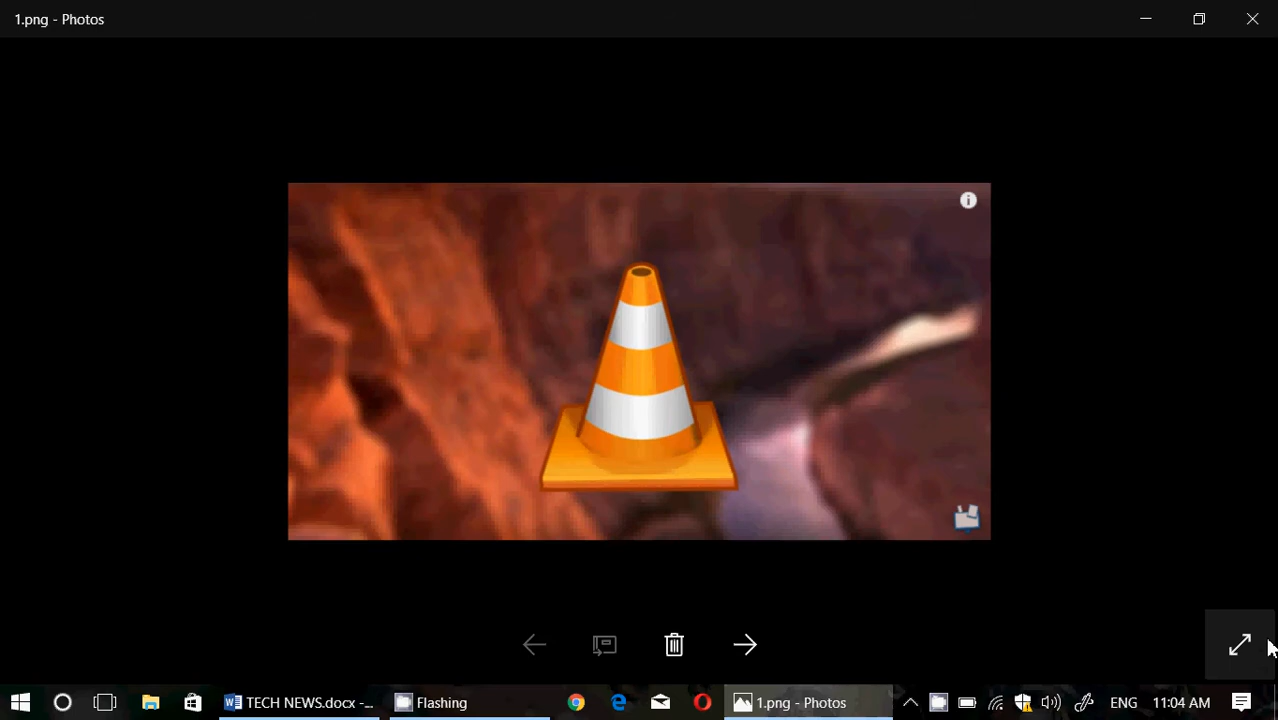 1.png - Photos
TECH NEWS.docx -...
Flashing
1.png - Photos
ENG
11:04 AM